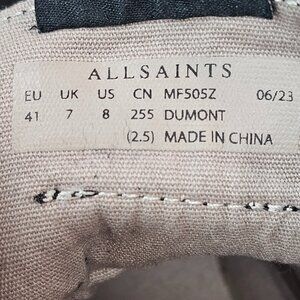 ALLSAINTS
EU UK US CN MF505Z 06/23
41 7 8 255 DUMONT
(2.5) MADE IN CHINA